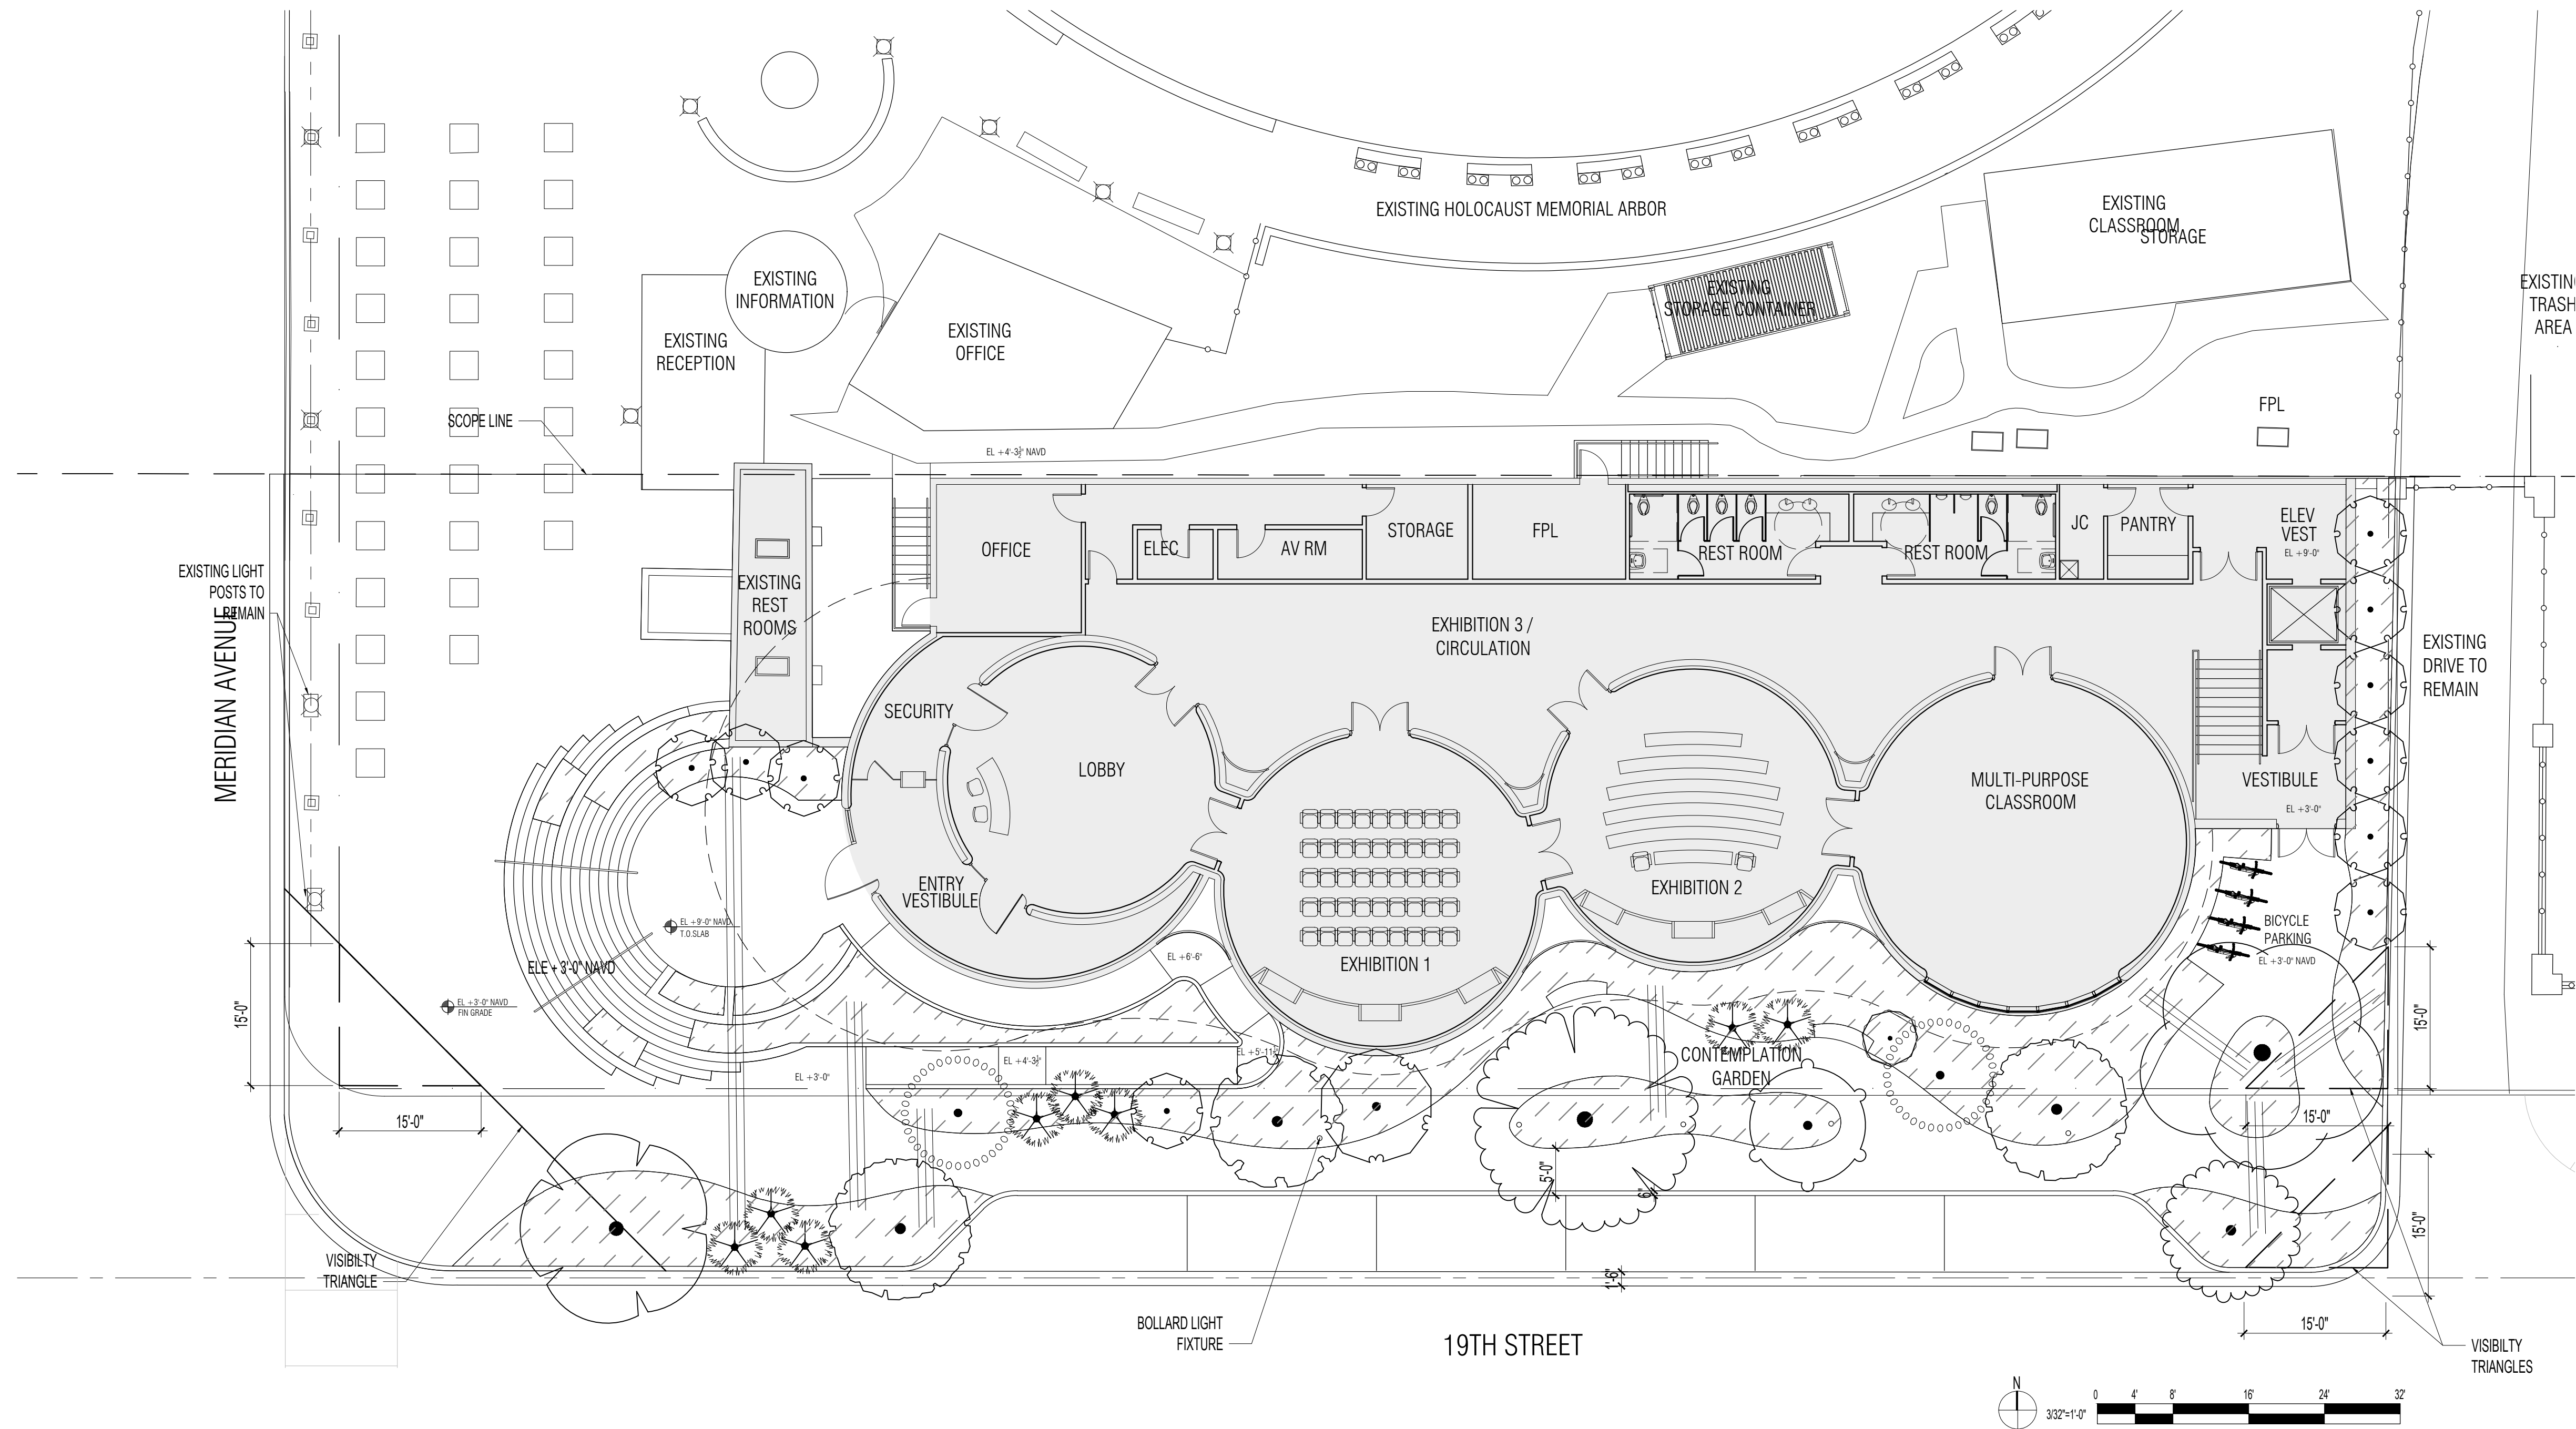 EXISTING HOLOCAUST MEMORIAL ARBOR
EXISTING
CLASSROOM
STORAGE
EXISTING
INFORMATION
EXISTING
STORAGE CONTAINER
EXISTING
TRASH
AREA
EXISTING
OFFICE
EXISTING
RECEPTION
FPL
SCOPE LINE
EL +4'-3½" NAVD
OFFICE
ELEC
AV RM
STORAGE
FPL
REST ROOM
REST ROOM
JC
PANTRY
ELEV
VEST
EL +9'-0"
EXISTING LIGHT
POSTS TO
REMAIN
MERIDIAN AVENUE
EXISTING
REST
ROOMS
EXHIBITION 3 /
CIRCULATION
EXISTING
DRIVE TO
REMAIN
SECURITY
LOBBY
MULTI-PURPOSE
CLASSROOM
VESTIBULE
EL +3'-0"
ENTRY
VESTIBULE
EXHIBITION 2
EXHIBITION 1
BICYCLE
PARKING
EL +3'-0" NAVD
EL +9'-0" NAVD
T.O.SLAB
ELE + 3'-0" NAVD
EL +6'-6"
EL +3'-0" NAVD
FIN GRADE
15'-0"
15'-0"
EL +4'-3½"
EL +3'-0"
CONTEMPLATION
GARDEN
15'-0"
15'-0"
5'-0"
6"
15'-0"
VISIBILTY
TRIANGLE
1'-6"
BOLLARD LIGHT
FIXTURE
19TH STREET
15'-0"
VISIBILTY
TRIANGLES
N
3/32"=1'-0"
0 4' 8' 16' 24' 32'